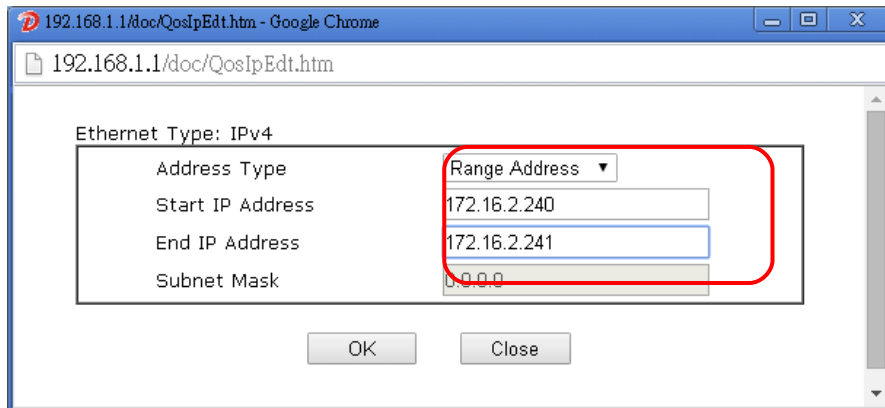 192.168.1.1/doc/QosIpEdt.htm - Google Chrome
192.168.1.1/doc/QosIpEdt.htm
Ethernet Type: IPv4
Address Type Range Address
Start IP Address 172.16.2.240
End IP Address 172.16.2.241
Subnet Mask 0.0.0.0
OK Close